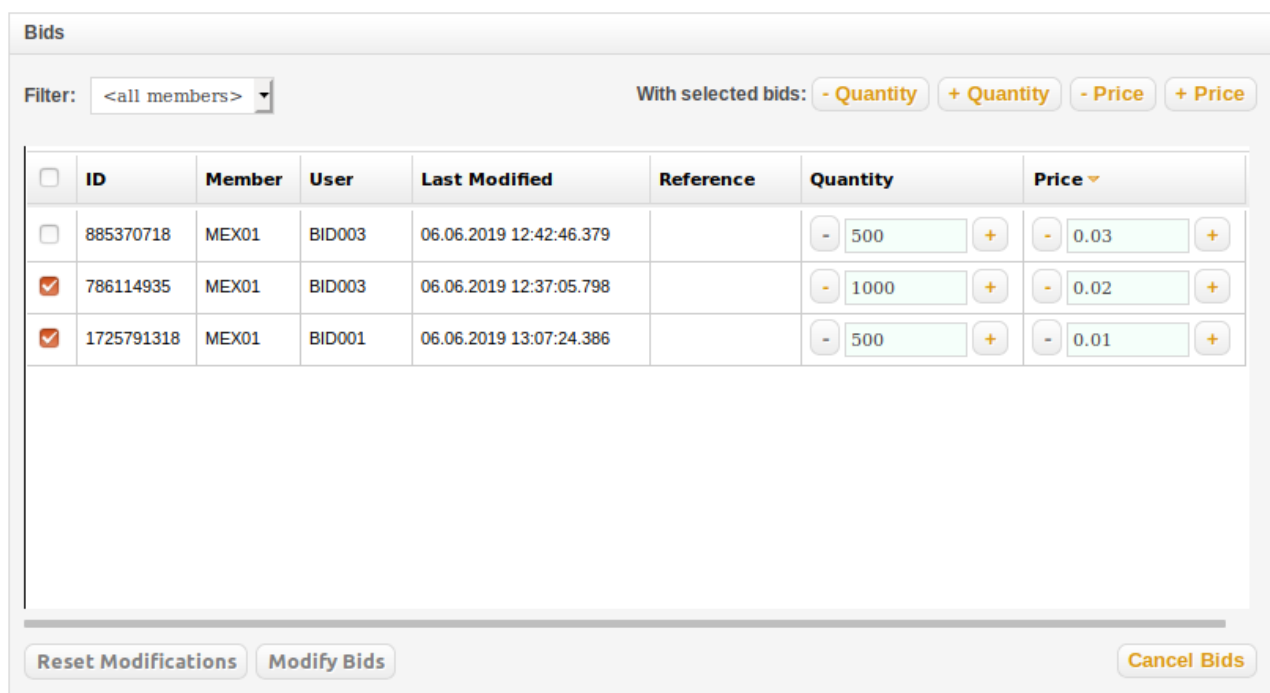 Bids
Filter: <all members> With selected bids: - Quantity + Quantity - Price + Price
ID Member User Last Modified Reference Quantity Price
885370718 MEX01 BID003 06.06.2019 12:42:46.379 - 500 + - 0.03 +
786114935 MEX01 BID003 06.06.2019 12:37:05.798 - 1000 + - 0.02 +
1725791318 MEX01 BID001 06.06.2019 13:07:24.386 - 500 + - 0.01 +
Reset Modifications Modify Bids Cancel Bids